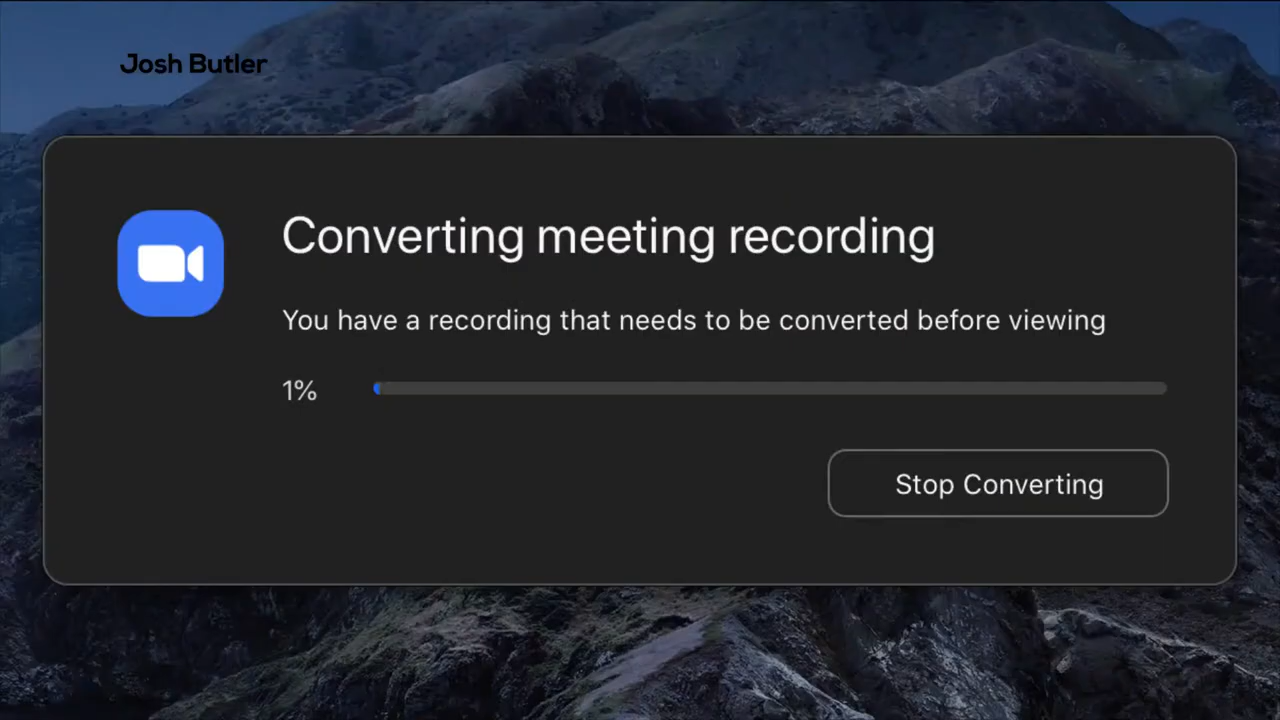 Josh Butler
Converting meeting recording
You have a recording that needs to be converted before viewing
1%
Stop Converting